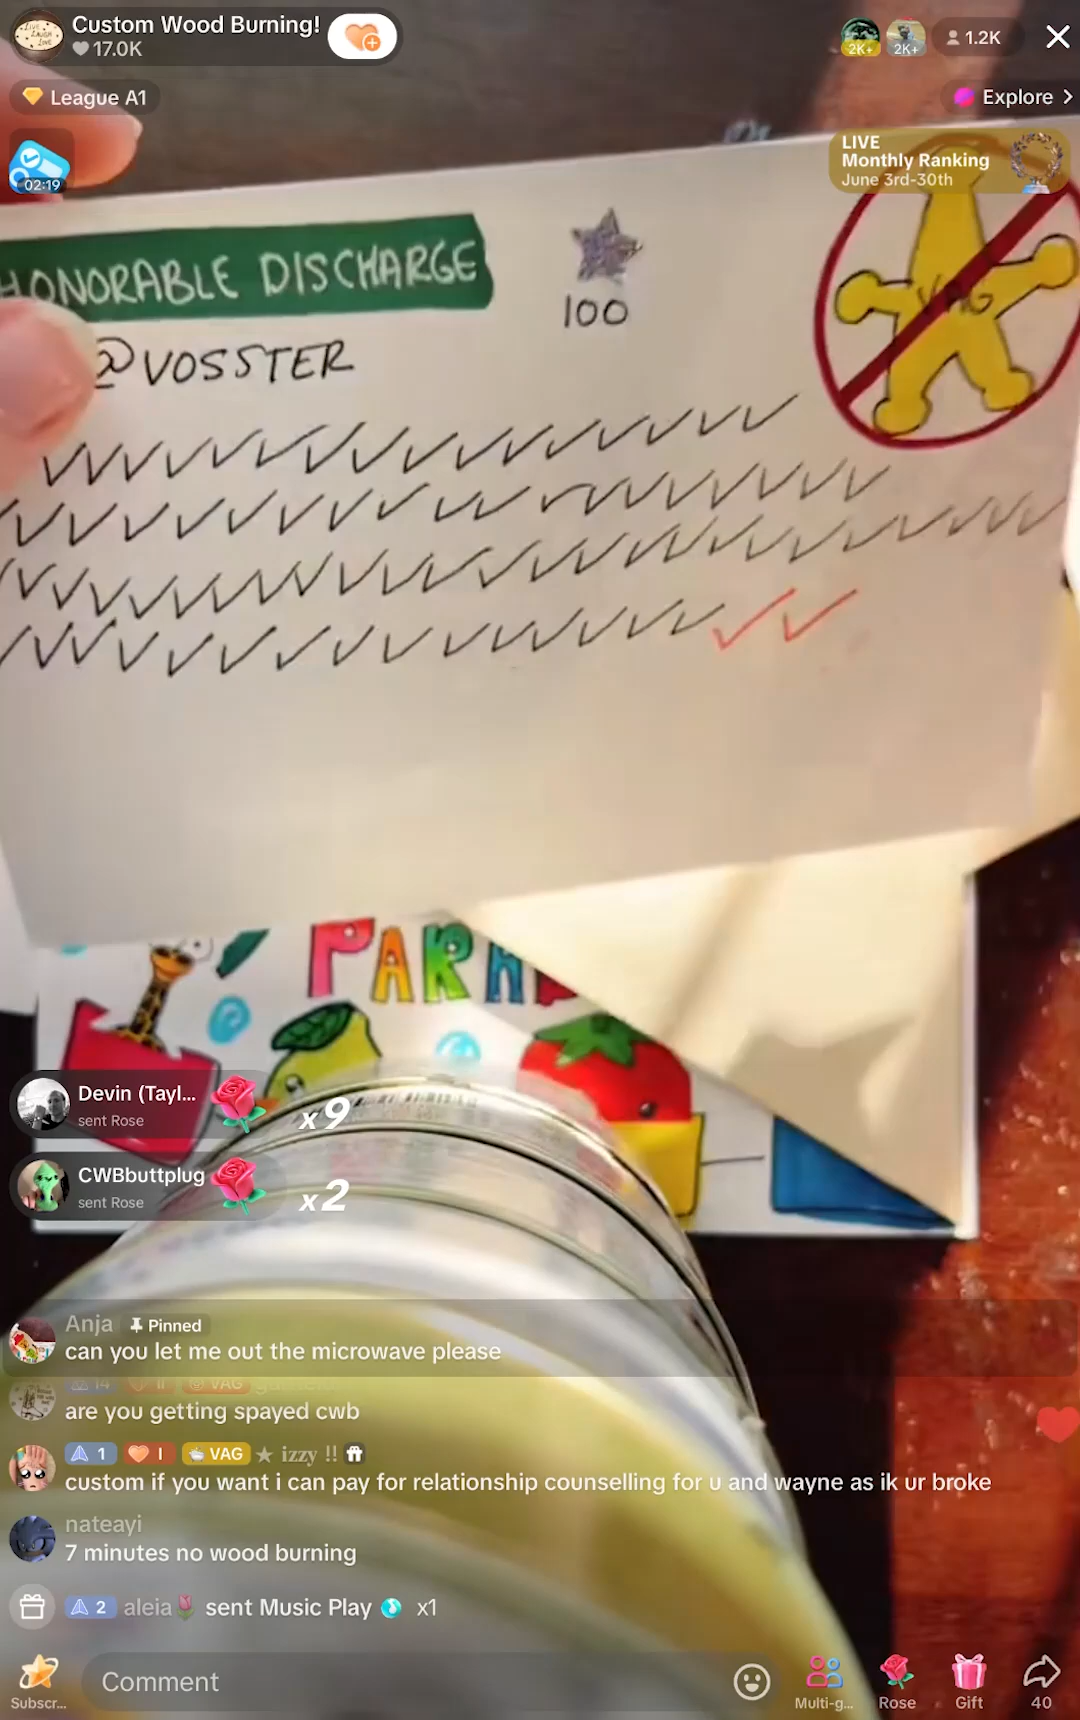 Custom Wood Burning!
17.0K
2K+
2K+
1.2K
League A1
Explore
02:19
LIVE
Monthly Ranking
June 3rd-30th
HONORABLE DISCHARGE
100
VAG
@VOSSTER
PARA
Devin (Tayl...
sent Rose
x9
CWBbuttplug
sent Rose
x2
Anja Pinned
can you let me out the microwave please
14 VAG
are you getting spayed cwb
1 I VAG ★ izzy !!
custom if you want i can pay for relationship counselling for u and wayne as ik ur broke
nateayi
7 minutes no wood burning
2 aleia🌷 sent Music Play x1
Subscr...
Comment
Multi-g...
Rose
Gift
40